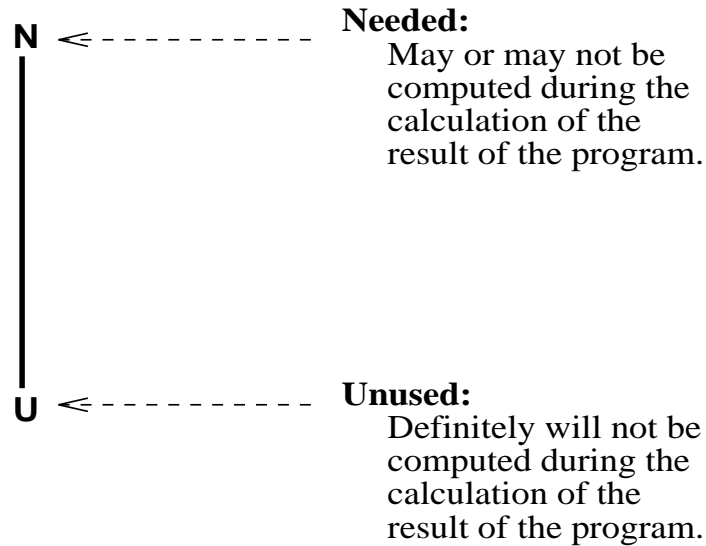 N
Needed:
May or may not be
computed during the
calculation of the
result of the program.
U
Unused:
Definitely will not be
computed during the
calculation of the
result of the program.